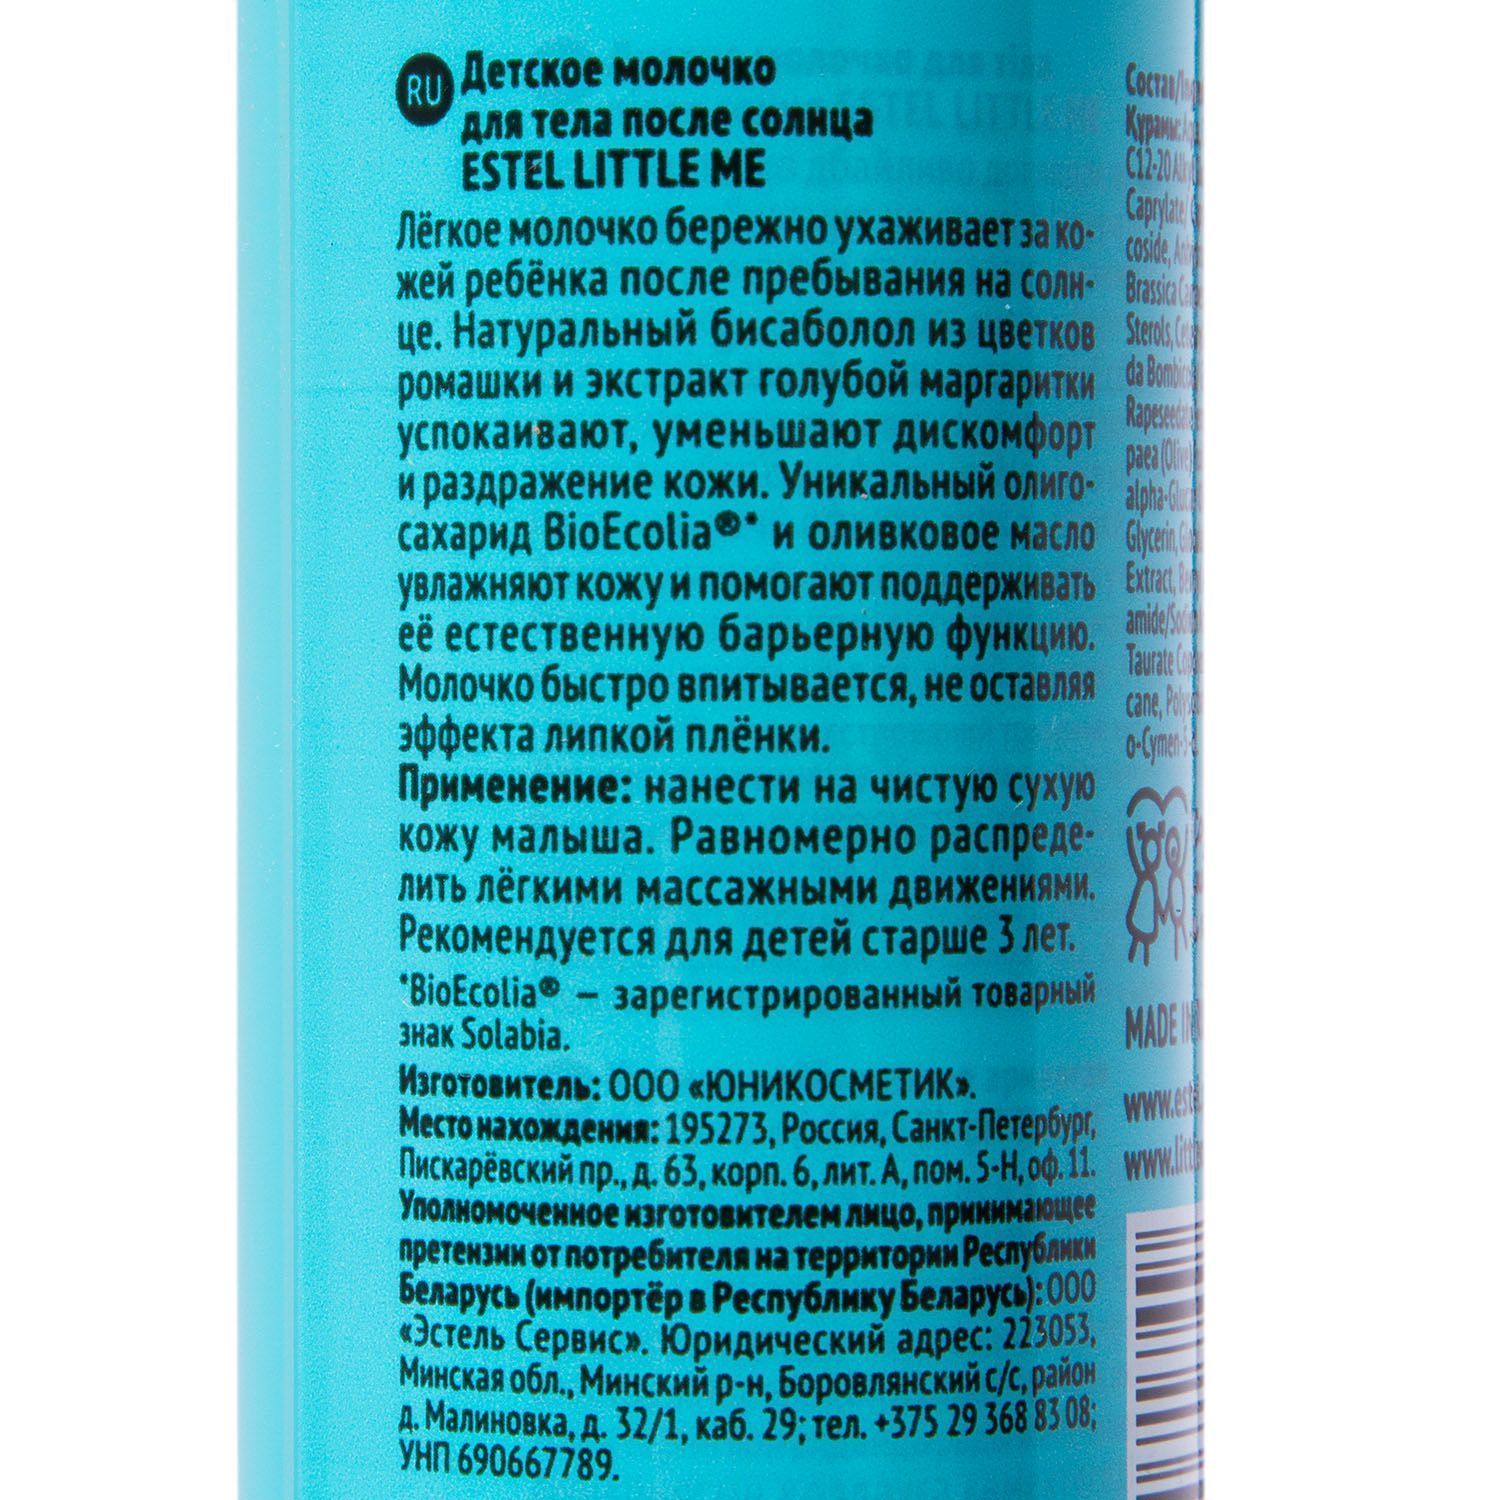 RU Детское молочко
для тела после солнца
ESTEL LITTLE ME
Лёгкое молочко бережно ухаживает за ко-
жей ребёнка после пребывания на солн-
це. Натуральный бисаболол из цветков
ромашки и экстракт голубой маргаритки
успокаивают, уменьшают дискомфорт
и раздражение кожи. Уникальный олиго-
сахарид BioEcolia®* и оливковое масло
увлажняют кожу и помогают поддерживать
её естественную барьерную функцию.
Молочко быстро впитывается, не оставляя
эффекта липкой плёнки.
Применение: нанести на чистую сухую
кожу малыша. Равномерно распреде-
лить лёгкими массажными движениями.
Рекомендуется для детей старше 3 лет.
*BioEcolia® – зарегистрированный товарный
знак Solabia.
Изготовитель: ООО «ЮНИКОСМЕТИК».
Место нахождения: 195273, Россия, Санкт-Петербург,
Пискарёвский пр., д. 63, корп. 6, лит. А, пом. 5-Н, оф. 11.
Уполномоченное изготовителем лицо, принимающее
претензии от потребителя на территории Республики
Беларусь (импортёр в Республику Беларусь): ООО
«Эстель Сервис». Юридический адрес: 223053,
Минская обл., Минский р-н, Боровлянский с/с, район
д. Малиновка, д. 32/1, каб. 29; тел. +375 29 368 83 08;
УНП 690667789.
Состав/
Құрамы:
C12-20
Caprylate/
coside,
Brassica
Sterols,
da
paea (Olive)
alpha-
Glycerin,
Extract,
amide/
Taurate
cane,
o-Cymen-5-
MADE IN